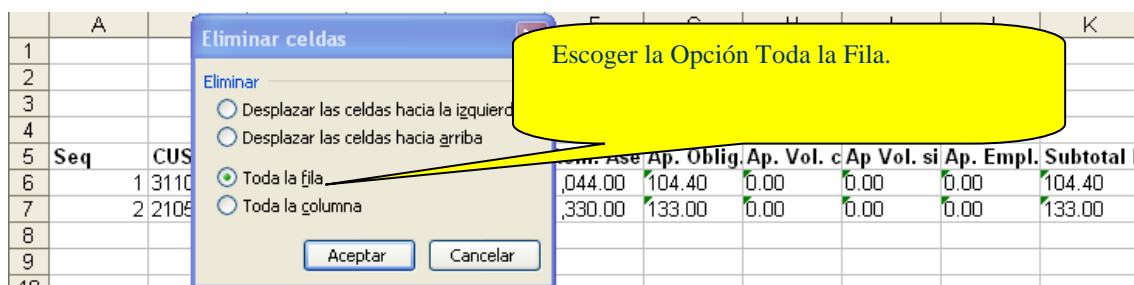 A K
Eliminar celdas
Escoger la Opción Toda la Fila.
1
2 Eliminar
3 Desplazar las celdas hacia la izquierd
4 Desplazar las celdas hacia arriba
5 Seq CUS Ase Ap. Oblig. Ap. Vol. c Ap Vol. si Ap. Empl. Subtotal
6 1 3110 Toda la fila ,044.00 104.40 0.00 0.00 0.00 104.40
7 2 2105 Toda la columna ,330.00 133.00 0.00 0.00 0.00 133.00
8
9 Aceptar Cancelar